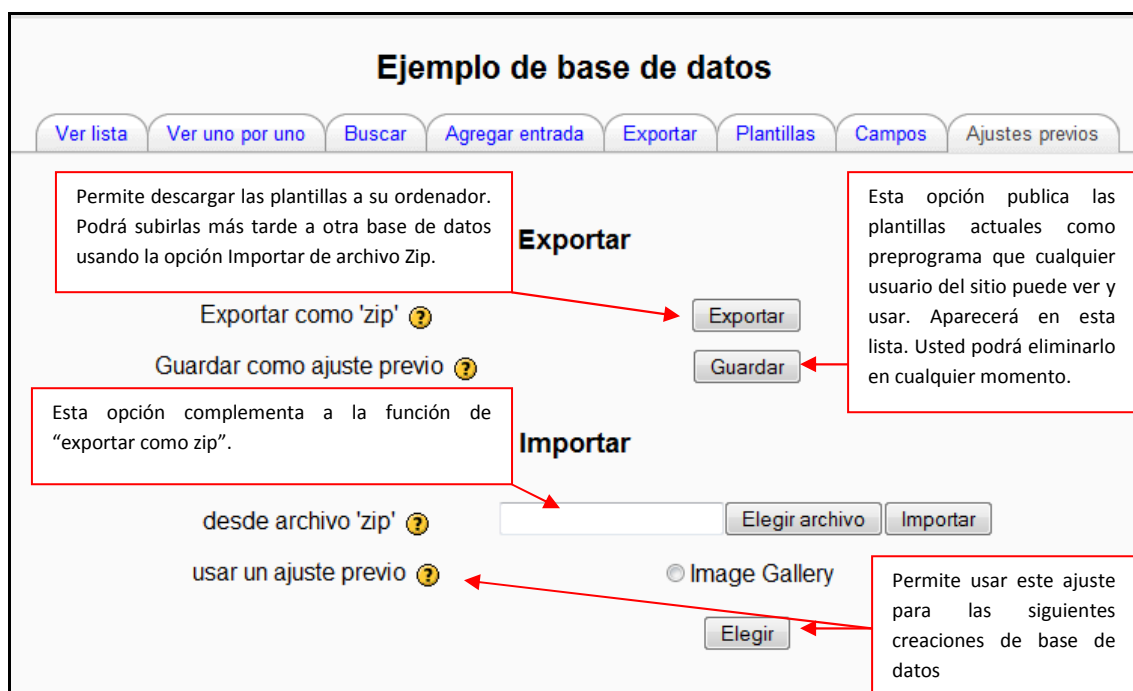 Ejemplo de base de datos
Ver lista Ver uno por uno Buscar Agregar entrada Exportar Plantillas Campos Ajustes previos
Permite descargar las plantillas a su ordenador.
Podrá subirlas más tarde a otra base de datos
usando la opción Importar de archivo Zip.
Esta opción publica las
plantillas actuales como
preprograma que cualquier
usuario del sitio puede ver y
usar. Aparecerá en esta
lista. Usted podrá eliminarlo
en cualquier momento.
Exportar
Exportar como 'zip' ? Exportar
Guardar como ajuste previo ? Guardar
Esta opción complementa a la función de
“exportar como zip”.
Importar
desde archivo 'zip' ? Elegir archivo Importar
usar un ajuste previo ? Image Gallery
Elegir
Permite usar este ajuste
para las siguientes
creaciones de base de
datos